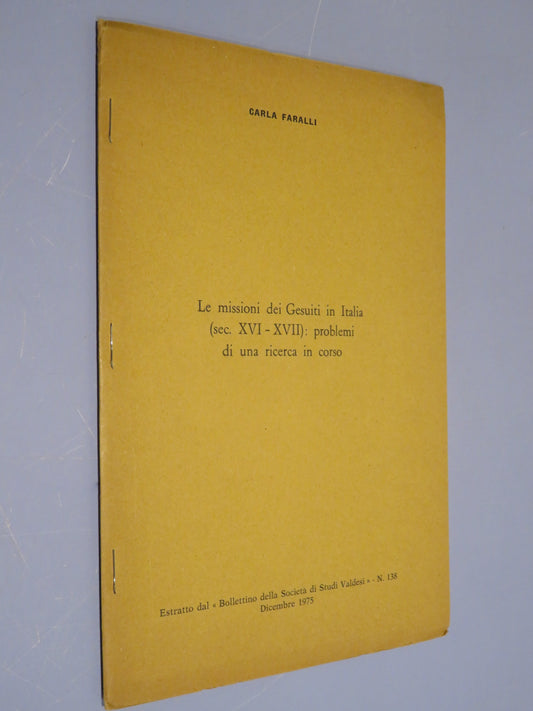 CARLA FARALLI
Le missioni dei Gesuiti in Italia
(sec. XVI - XVII): problemi
di una ricerca in corso
Estratto dal « Bollettino della Società di Studi Valdesi » - N. 138
Dicembre 1975